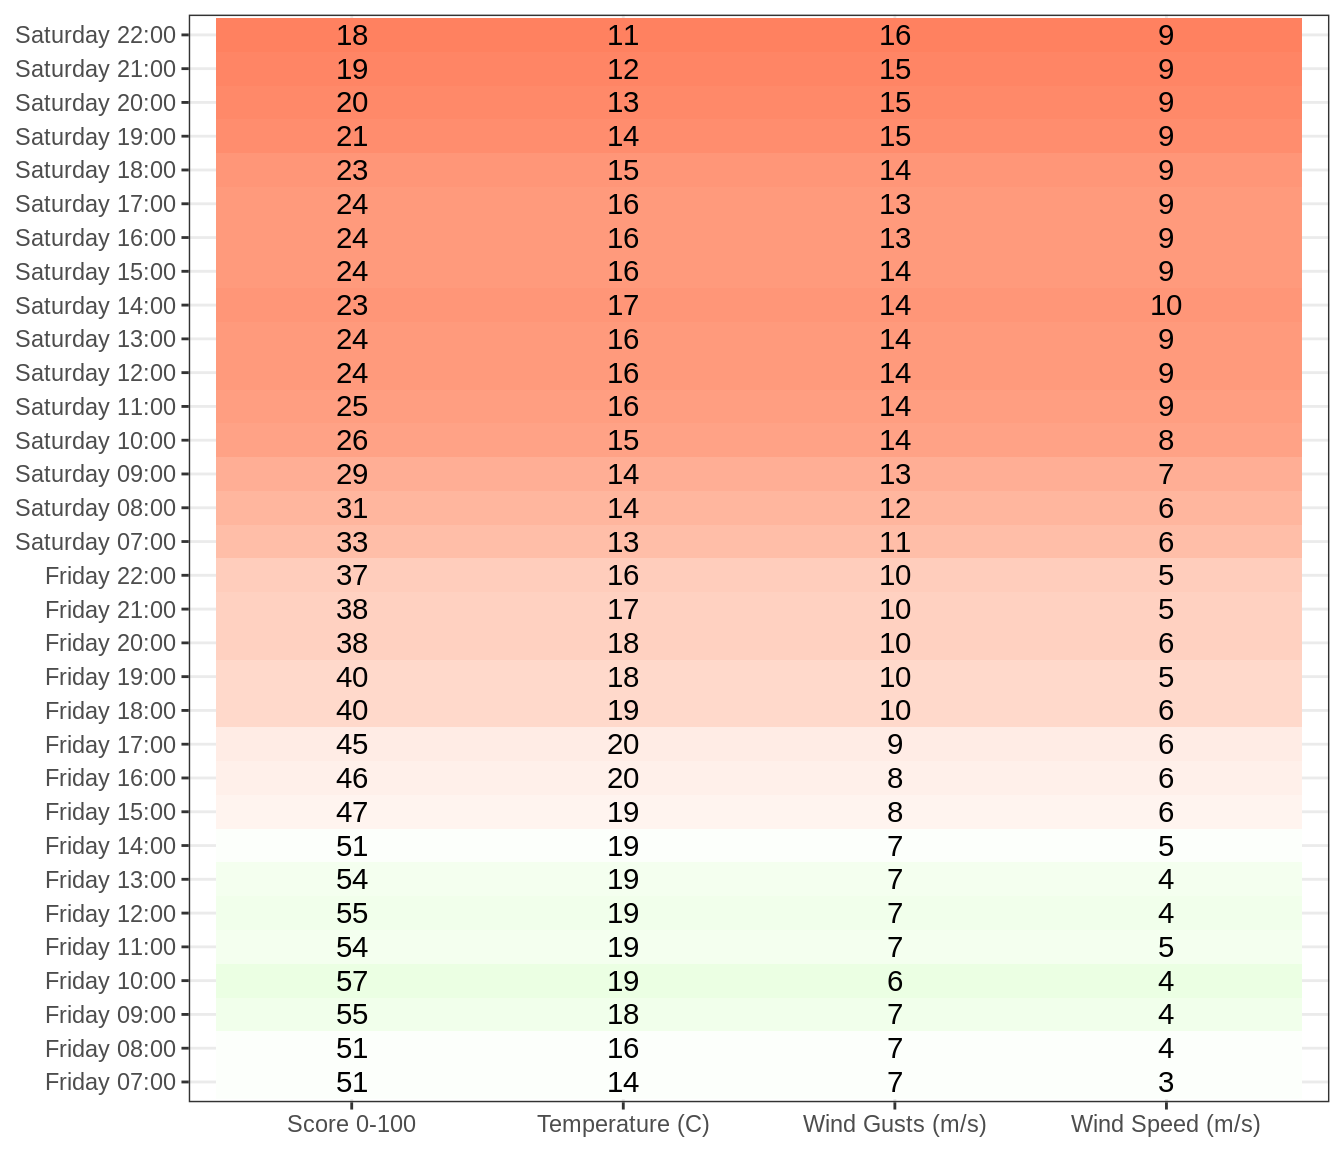 Saturday 22:00 18 11 16 9
Saturday 21:00 19 12 15 9
Saturday 20:00 20 13 15 9
Saturday 19:00 21 14 15 9
Saturday 18:00 23 15 14 9
Saturday 17:00 24 16 13 9
Saturday 16:00 24 16 13 9
Saturday 15:00 24 16 14 9
Saturday 14:00 23 17 14 10
Saturday 13:00 24 16 14 9
Saturday 12:00 24 16 14 9
Saturday 11:00 25 16 14 9
Saturday 10:00 26 15 14 8
Saturday 09:00 29 14 13 7
Saturday 08:00 31 14 12 6
Saturday 07:00 33 13 11 6
Friday 22:00 37 16 10 5
Friday 21:00 38 17 10 5
Friday 20:00 38 18 10 6
Friday 19:00 40 18 10 5
Friday 18:00 40 19 10 6
Friday 17:00 45 20 9 6
Friday 16:00 46 20 8 6
Friday 15:00 47 19 8 6
Friday 14:00 51 19 7 5
Friday 13:00 54 19 7 4
Friday 12:00 55 19 7 4
Friday 11:00 54 19 7 5
Friday 10:00 57 19 6 4
Friday 09:00 55 18 7 4
Friday 08:00 51 16 7 4
Friday 07:00 51 14 7 3
Score 0-100 Temperature (C) Wind Gusts (m/s) Wind Speed (m/s)